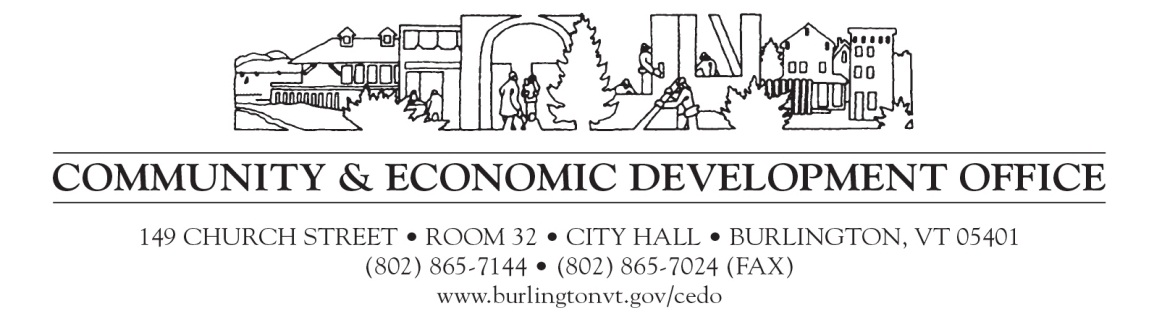 COMMUNITY & ECONOMIC DEVELOPMENT OFFICE
149 CHURCH STREET • ROOM 32 • CITY HALL • BURLINGTON, VT 05401
(802) 865-7144 • (802) 865-7024 (FAX)
www.burlingtonvt.gov/cedo